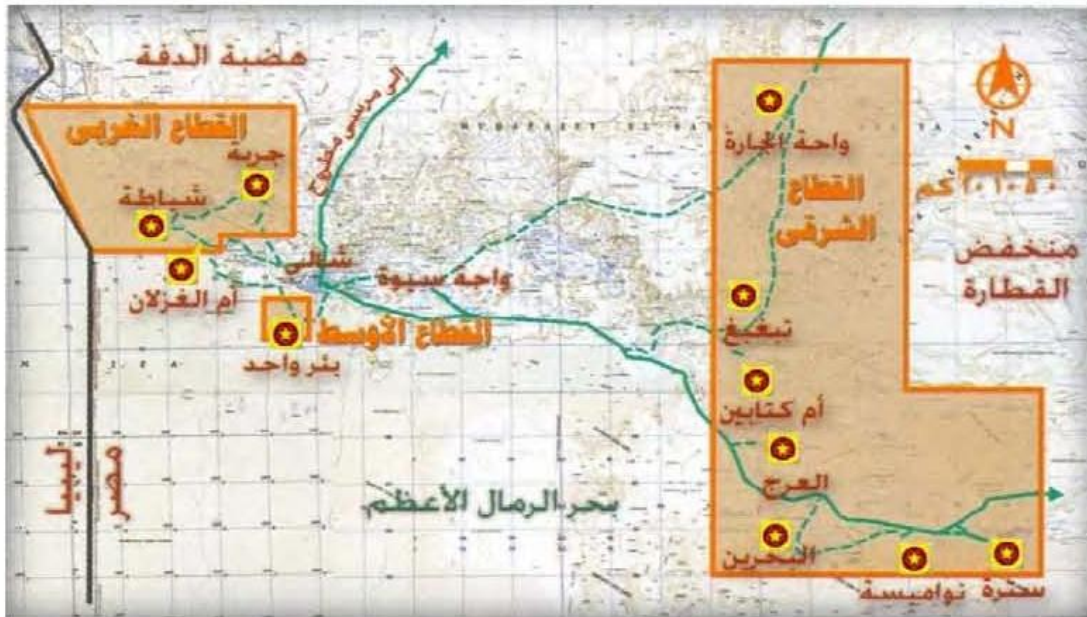 هضبة الدفة
القطاع الغربى
جربة
شياطة
أم الغزلان
إلى مرسى مطروح
شالى
واحة سيوة
القطاع الأوسط
بئر واحد
ليبيا
مصر
بحر الرمال الأعظم
واحة الجارة
القطاع
الشرقى
تبغبغ
أم كتابين
العرج
البحرين
نواميسة
سترة
N
كم
منخفض
القطارة